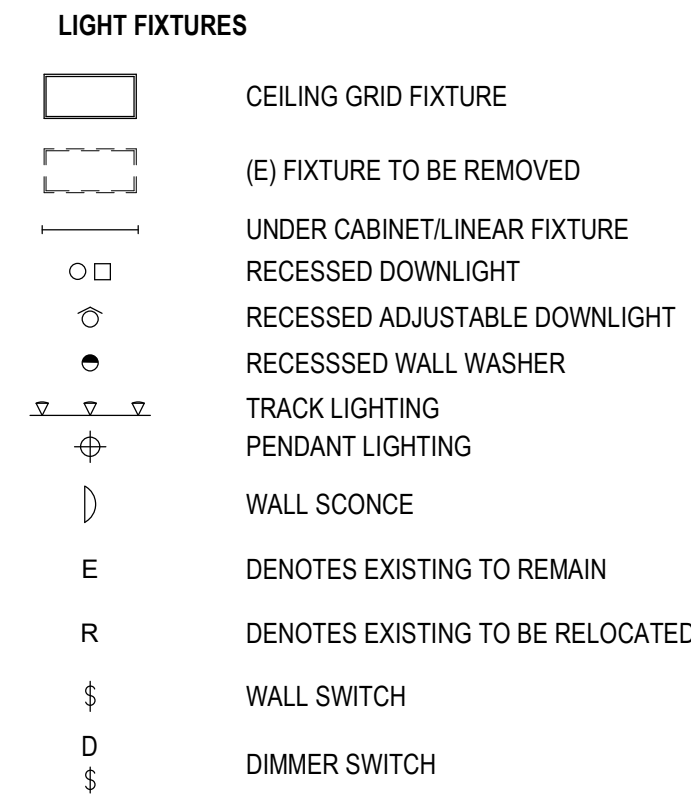 LIGHT FIXTURES
CEILING GRID FIXTURE
(E) FIXTURE TO BE REMOVED
UNDER CABINET/LINEAR FIXTURE
RECESSED DOWNLIGHT
RECESSED ADJUSTABLE DOWNLIGHT
RECESSSED WALL WASHER
TRACK LIGHTING
PENDANT LIGHTING
WALL SCONCE
E DENOTES EXISTING TO REMAIN
R DENOTES EXISTING TO BE RELOCATED
$ WALL SWITCH
D
$ DIMMER SWITCH